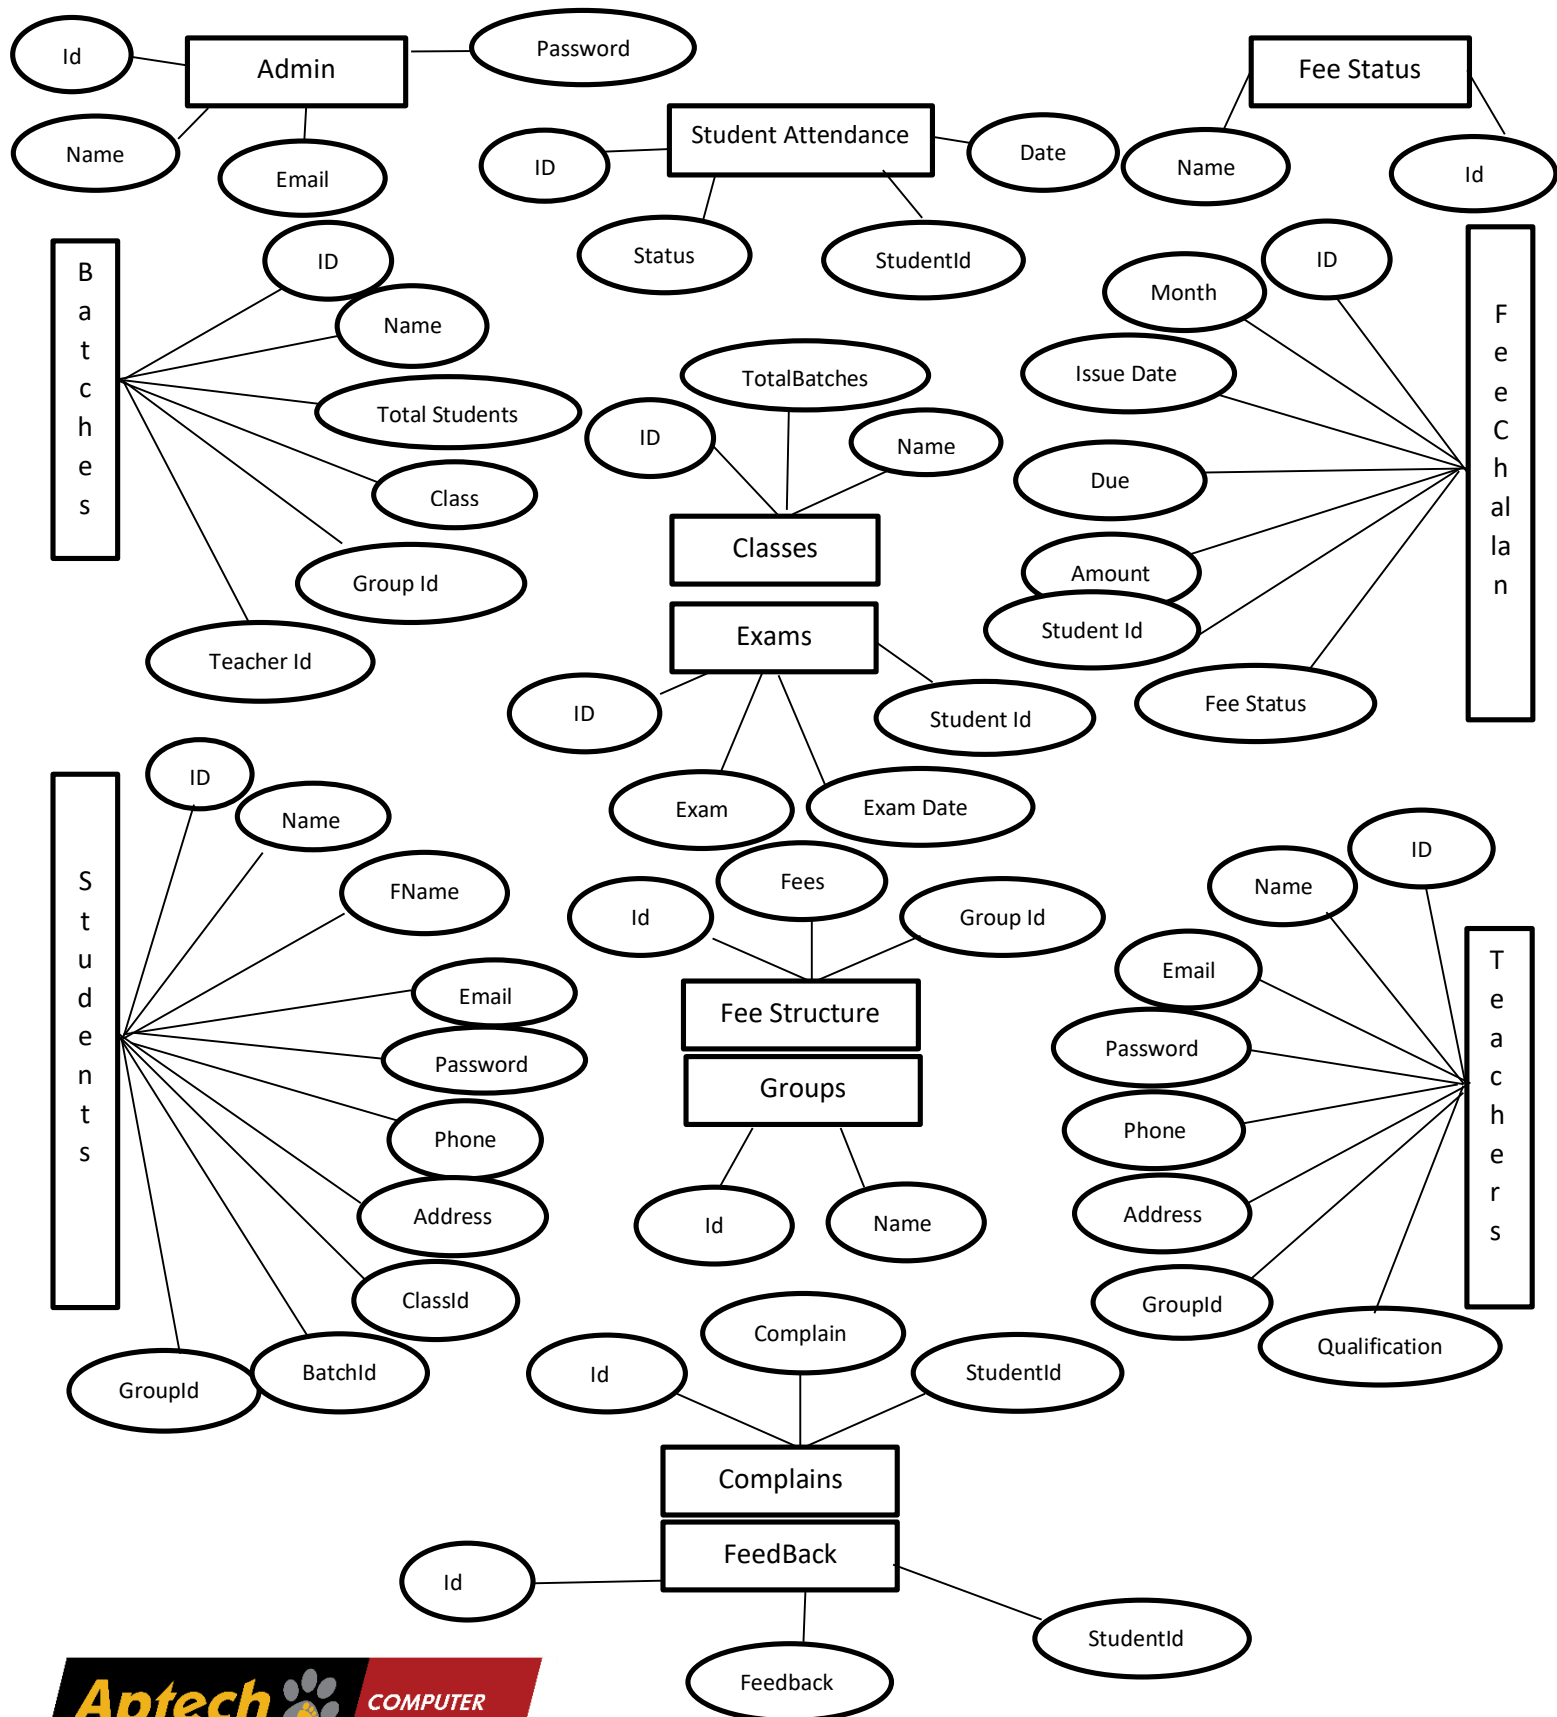 Id
Admin
Password
Name
Email
Student Attendance
ID
Date
Status
StudentId
Fee Status
Name
Id
B
a
t
c
h
e
s
ID
Name
Total Students
Class
Group Id
Teacher Id
TotalBatches
ID
Name
Classes
Exams
ID
Student Id
Exam
Exam Date
ID
Month
Issue Date
Due
Amount
Student Id
Fee Status
F
e
e
C
h
al
la
n
S
t
u
d
e
n
t
s
ID
Name
FName
Email
Password
Phone
Address
ClassId
BatchId
GroupId
Fees
Id
Group Id
Fee Structure
Groups
Id
Name
ID
Name
Email
Password
Phone
Address
GroupId
Qualification
T
e
a
c
h
e
r
s
Complain
Id
StudentId
Complains
FeedBack
Id
StudentId
Feedback
Aptech
COMPUTER